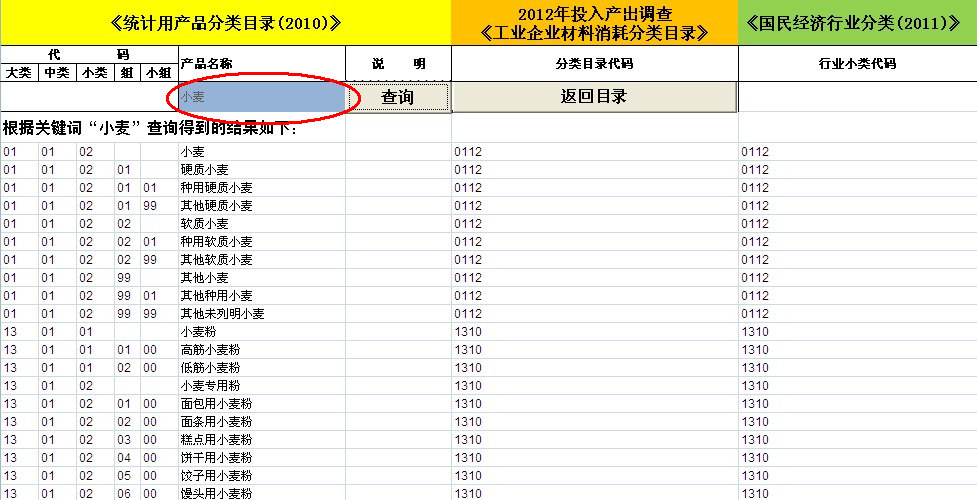 《统计用产品分类目录(2010)》
2012年投入产出调查
《工业企业材料消耗分类目录》
《国民经济行业分类(2011)》
代 码
产品名称
说 明
分类目录代码
行业小类代码
大类 中类 小类 组 小组
小麦 查询 返回目录
根据关键词“小麦”查询得到的结果如下:
01 01 02 小麦 0112 0112
01 01 02 01 硬质小麦 0112 0112
01 01 02 01 01 种用硬质小麦 0112 0112
01 01 02 01 99 其他硬质小麦 0112 0112
01 01 02 02 软质小麦 0112 0112
01 01 02 02 01 种用软质小麦 0112 0112
01 01 02 02 99 其他软质小麦 0112 0112
01 01 02 99 其他小麦 0112 0112
01 01 02 99 01 其他种用小麦 0112 0112
01 01 02 99 99 其他未列明小麦 0112 0112
13 01 01 小麦粉 1310 1310
13 01 01 01 00 高筋小麦粉 1310 1310
13 01 01 02 00 低筋小麦粉 1310 1310
13 01 02 小麦专用粉 1310 1310
13 01 02 01 00 面包用小麦粉 1310 1310
13 01 02 02 00 面条用小麦粉 1310 1310
13 01 02 03 00 糕点用小麦粉 1310 1310
13 01 02 04 00 饼干用小麦粉 1310 1310
13 01 02 05 00 饺子用小麦粉 1310 1310
13 01 02 06 00 馒头用小麦粉 1310 1310